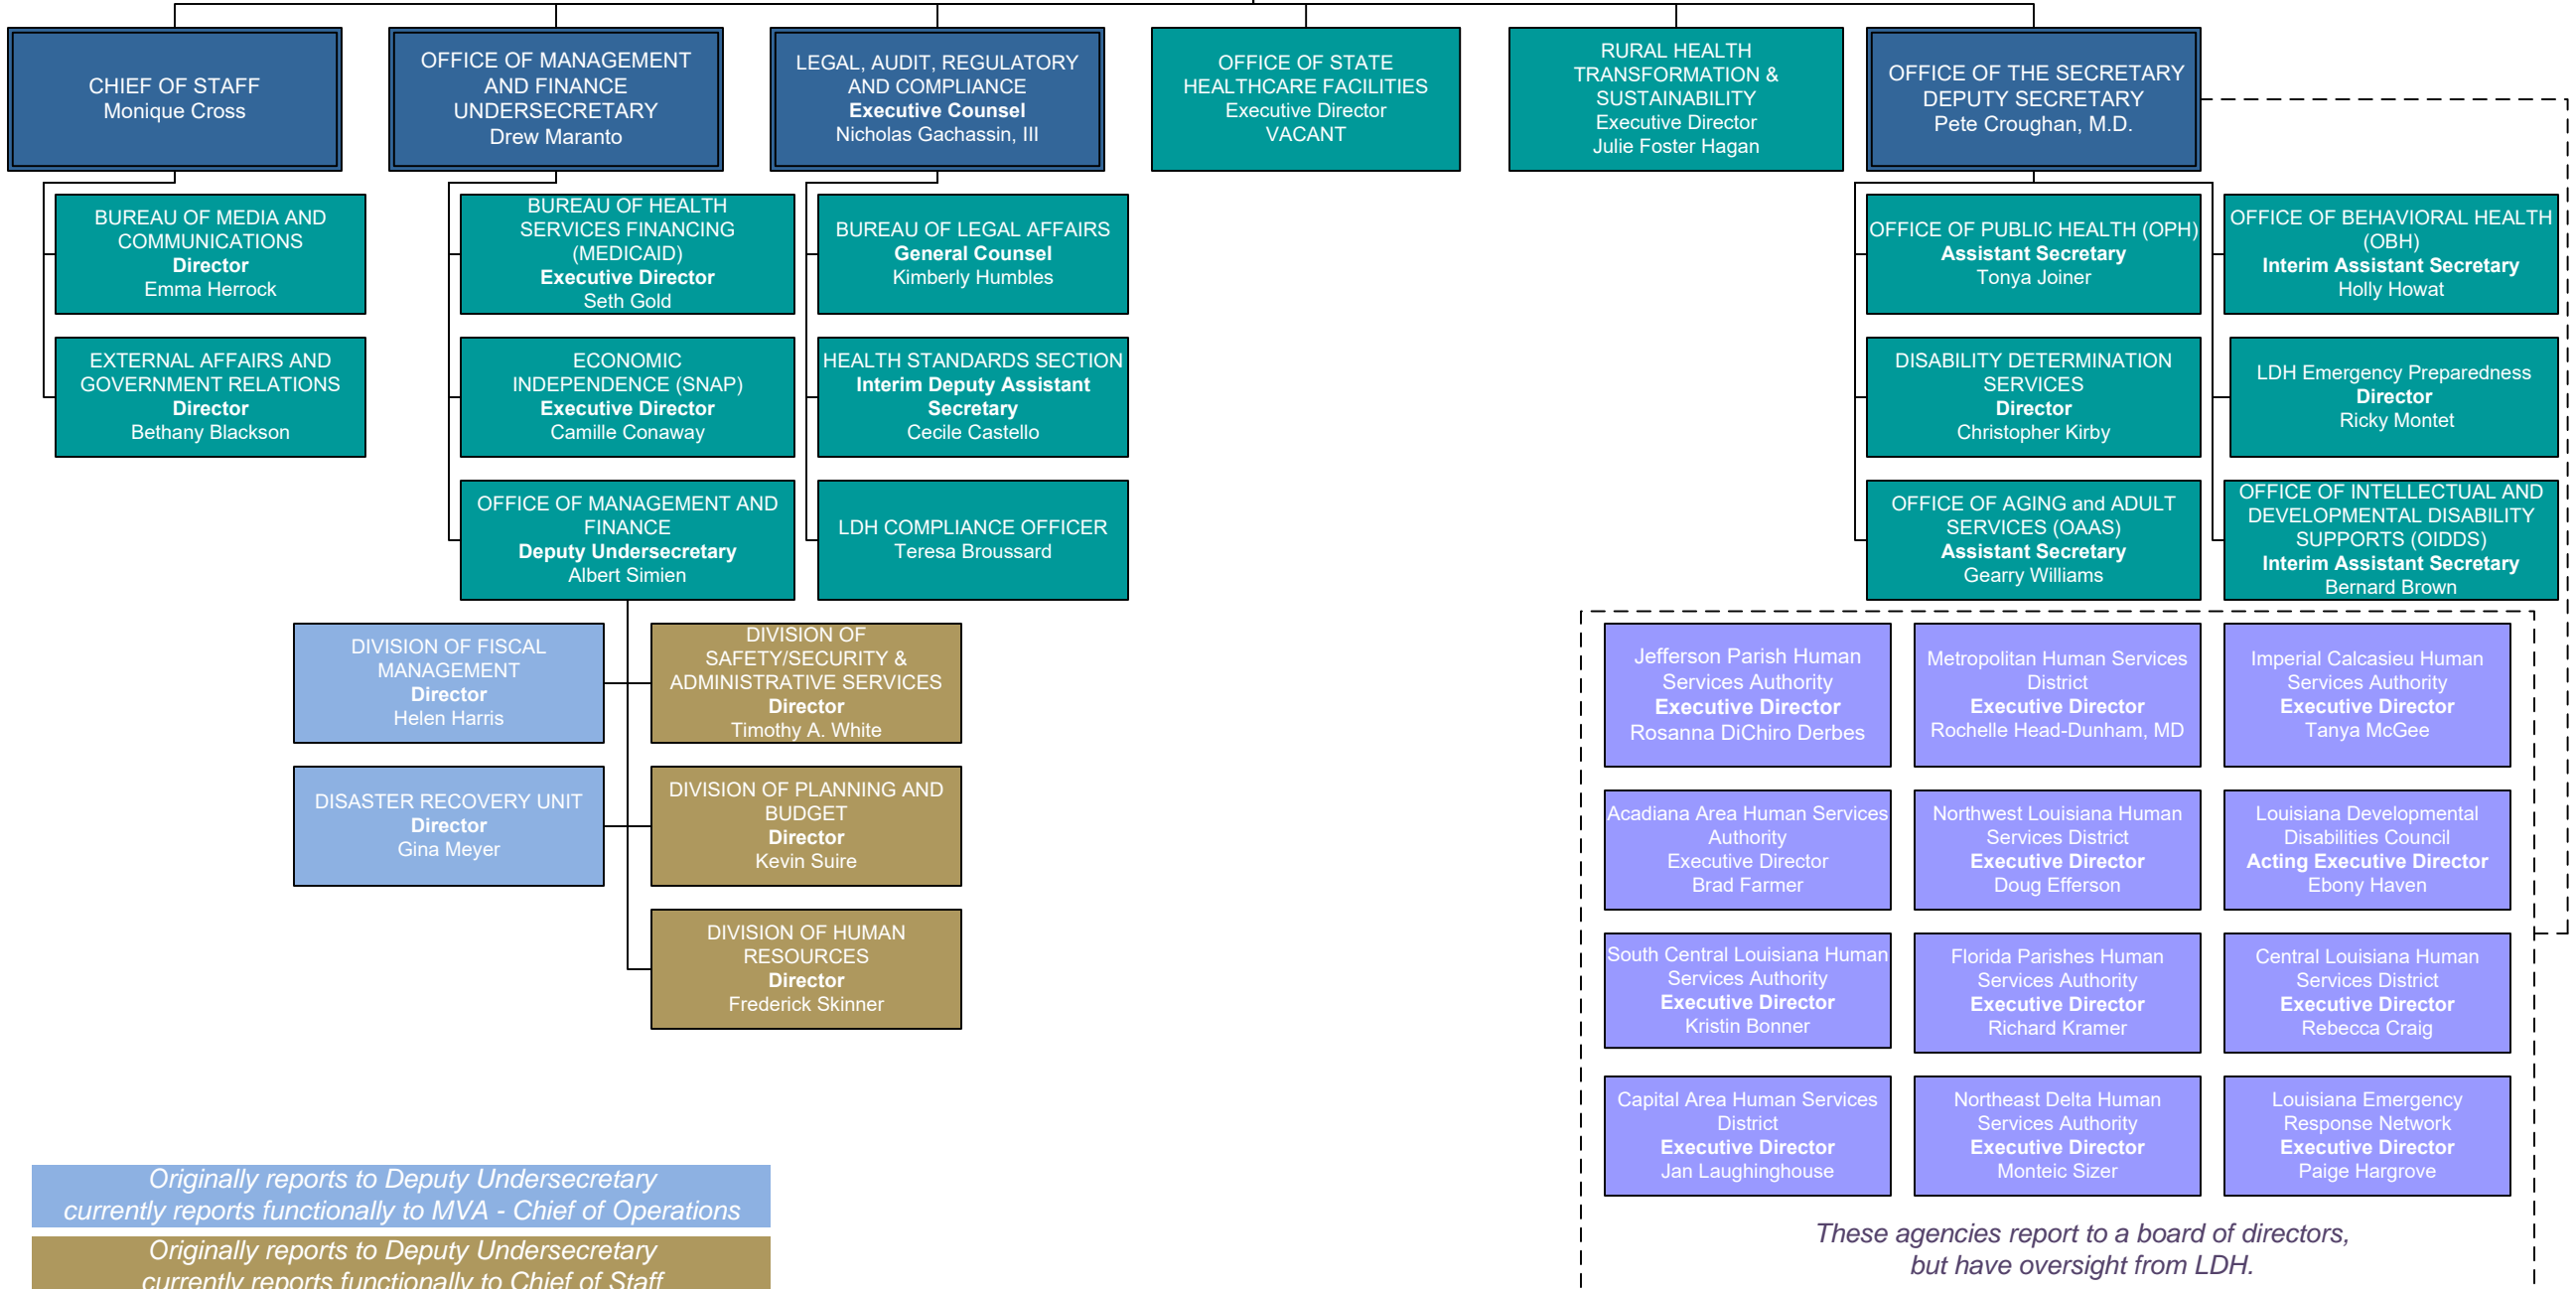 CHIEF OF STAFF
Monique Cross
OFFICE OF MANAGEMENT
AND FINANCE
UNDERSECRETARY
Drew Maranto
LEGAL, AUDIT, REGULATORY
AND COMPLIANCE
Executive Counsel
Nicholas Gachassin, III
OFFICE OF STATE
HEALTHCARE FACILITIES
Executive Director
VACANT
RURAL HEALTH
TRANSFORMATION &
SUSTAINABILITY
Executive Director
Julie Foster Hagan
OFFICE OF THE SECRETARY
DEPUTY SECRETARY
Pete Croughan, M.D.
BUREAU OF MEDIA AND
COMMUNICATIONS
Director
Emma Herrock
BUREAU OF HEALTH
SERVICES FINANCING
(MEDICAID)
Executive Director
Seth Gold
BUREAU OF LEGAL AFFAIRS
General Counsel
Kimberly Humbles
OFFICE OF PUBLIC HEALTH (OPH)
Assistant Secretary
Tonya Joiner
OFFICE OF BEHAVIORAL HEALTH
(OBH)
Interim Assistant Secretary
Holly Howat
EXTERNAL AFFAIRS AND
GOVERNMENT RELATIONS
Director
Bethany Blackson
ECONOMIC
INDEPENDENCE (SNAP)
Executive Director
Camille Conaway
HEALTH STANDARDS SECTION
Interim Deputy Assistant
Secretary
Cecile Castello
DISABILITY DETERMINATION
SERVICES
Director
Christopher Kirby
LDH Emergency Preparedness
Director
Ricky Montet
OFFICE OF MANAGEMENT AND
FINANCE
Deputy Undersecretary
Albert Simien
LDH COMPLIANCE OFFICER
Teresa Broussard
OFFICE OF AGING and ADULT
SERVICES (OAAS)
Assistant Secretary
Gearry Williams
OFFICE OF INTELLECTUAL AND
DEVELOPMENTAL DISABILITY
SUPPORTS (OIDDS)
Interim Assistant Secretary
Bernard Brown
DIVISION OF FISCAL
MANAGEMENT
Director
Helen Harris
DIVISION OF
SAFETY/SECURITY &
ADMINISTRATIVE SERVICES
Director
Timothy A. White
Jefferson Parish Human
Services Authority
Executive Director
Rosanna DiChiro Derbes
Metropolitan Human Services
District
Executive Director
Rochelle Head-Dunham, MD
Imperial Calcasieu Human
Services Authority
Executive Director
Tanya McGee
DISASTER RECOVERY UNIT
Director
Gina Meyer
DIVISION OF PLANNING AND
BUDGET
Director
Kevin Suire
Acadiana Area Human Services
Authority
Executive Director
Brad Farmer
Northwest Louisiana Human
Services District
Executive Director
Doug Efferson
Louisiana Developmental
Disabilities Council
Acting Executive Director
Ebony Haven
DIVISION OF HUMAN
RESOURCES
Director
Frederick Skinner
South Central Louisiana Human
Services Authority
Executive Director
Kristin Bonner
Florida Parishes Human
Services Authority
Executive Director
Richard Kramer
Central Louisiana Human
Services District
Executive Director
Rebecca Craig
Capital Area Human Services
District
Executive Director
Jan Laughinghouse
Northeast Delta Human
Services Authority
Executive Director
Monteic Sizer
Louisiana Emergency
Response Network
Executive Director
Paige Hargrove
Originally reports to Deputy Undersecretary
currently reports functionally to MVA - Chief of Operations
Originally reports to Deputy Undersecretary
currently reports functionally to Chief of Staff
These agencies report to a board of directors,
but have oversight from LDH.